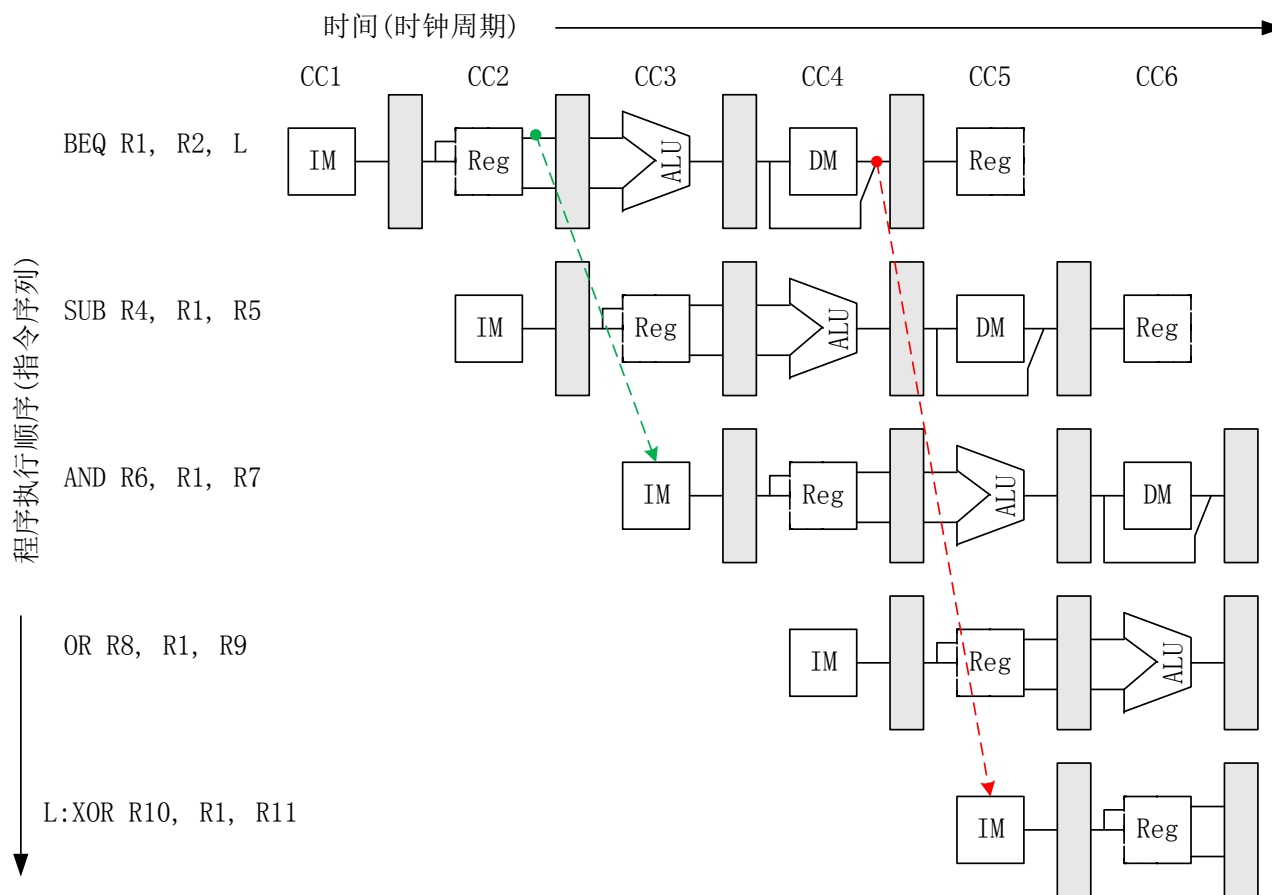 时间(时钟周期)
CC1 CC2 CC3 CC4 CC5 CC6
BEQ R1, R2, L
IM Reg ALU DM Reg
SUB R4, R1, R5
IM Reg ALU DM Reg
AND R6, R1, R7
IM Reg ALU DM
OR R8, R1, R9
IM Reg ALU
L:XOR R10, R1, R11
IM Reg
程序执行顺序(指令序列)